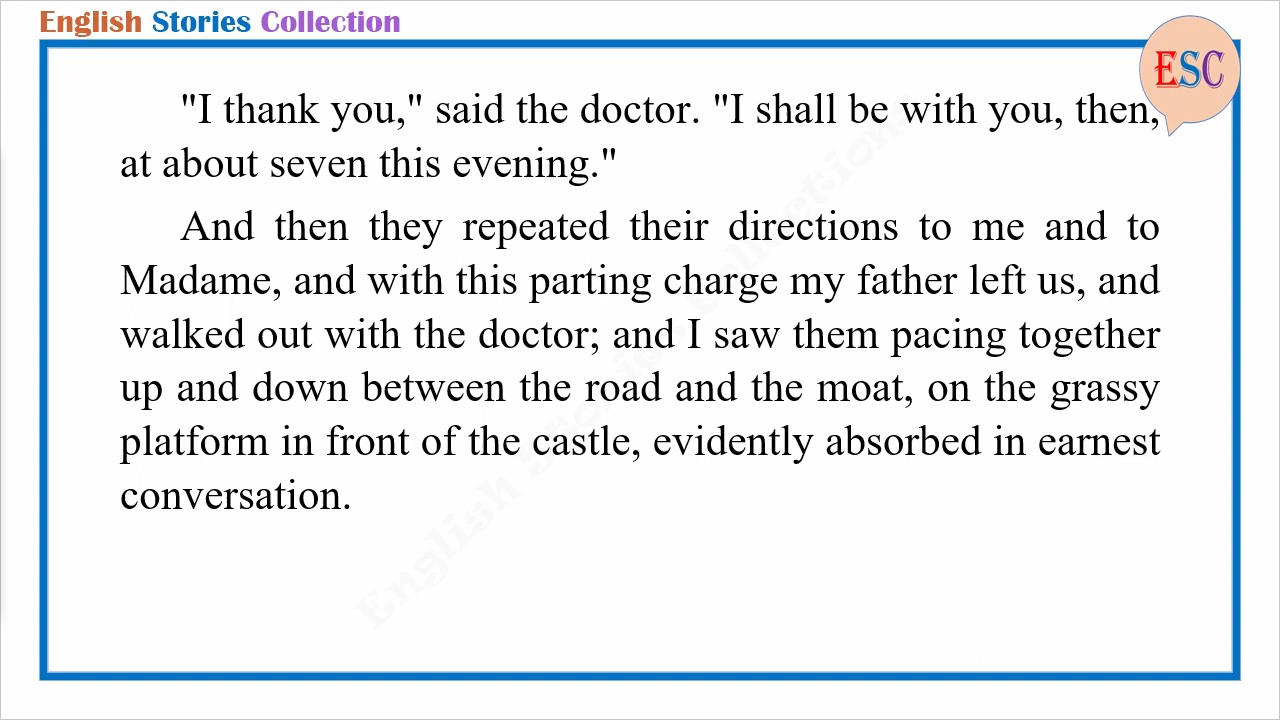 English Stories Collection
ESC
"I thank you," said the doctor. "I shall be with you, then,
at about seven this evening."
And then they repeated their directions to me and to
Madame, and with this parting charge my father left us, and
walked out with the doctor; and I saw them pacing together
up and down between the road and the moat, on the grassy
platform in front of the castle, evidently absorbed in earnest
conversation.
English Stories Collection